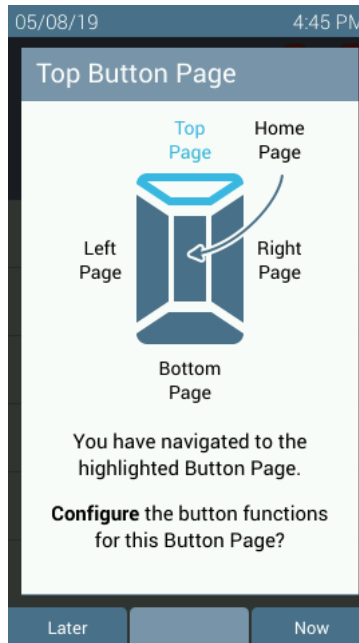 05/08/19 4:45 PM
Top Button Page
Top
Page
Home
Page
Left
Page
Right
Page
Bottom
Page
You have navigated to the
highlighted Button Page.
Configure the button functions
for this Button Page?
Later Now